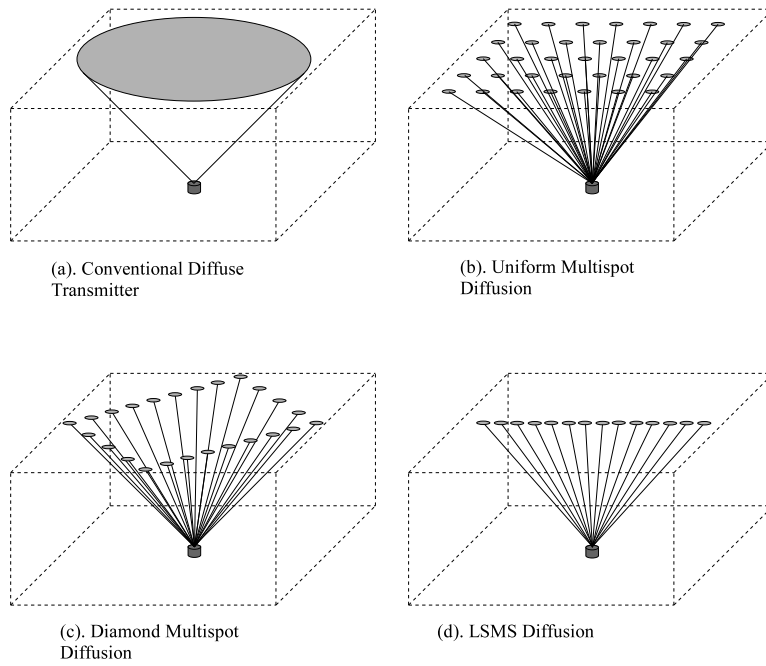 (a). Conventional Diffuse
Transmitter
(b). Uniform Multispot
Diffusion
(c). Diamond Multispot
Diffusion
(d). LSMS Diffusion